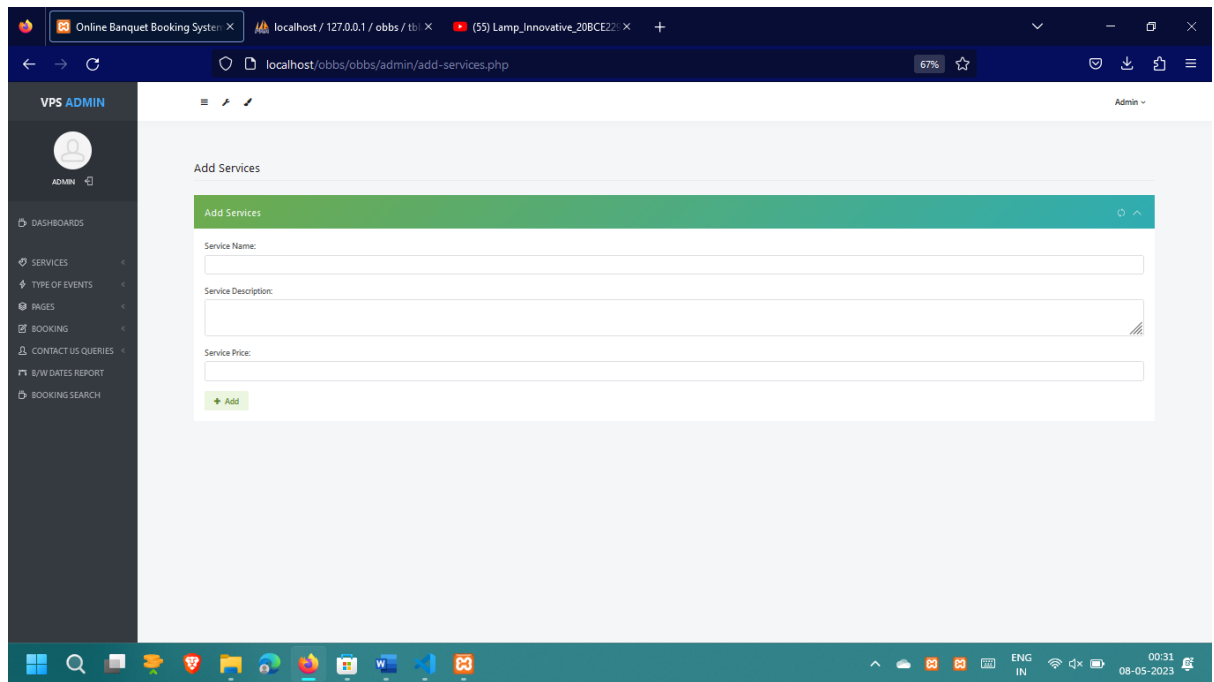 Online Banquet Booking System
localhost / 127.0.0.1 / obbs / tbl
(55) Lamp_Innovative_20BCE229
localhost/obbs/obbs/admin/add-services.php
67%
VPS ADMIN
Admin
ADMIN
DASHBOARDS
SERVICES
TYPE OF EVENTS
PAGES
BOOKING
CONTACT US QUERIES
B/W DATES REPORT
BOOKING SEARCH
Add Services
Add Services
Service Name:
Service Description:
Service Price:
+ Add
ENG
IN
00:31
08-05-2023